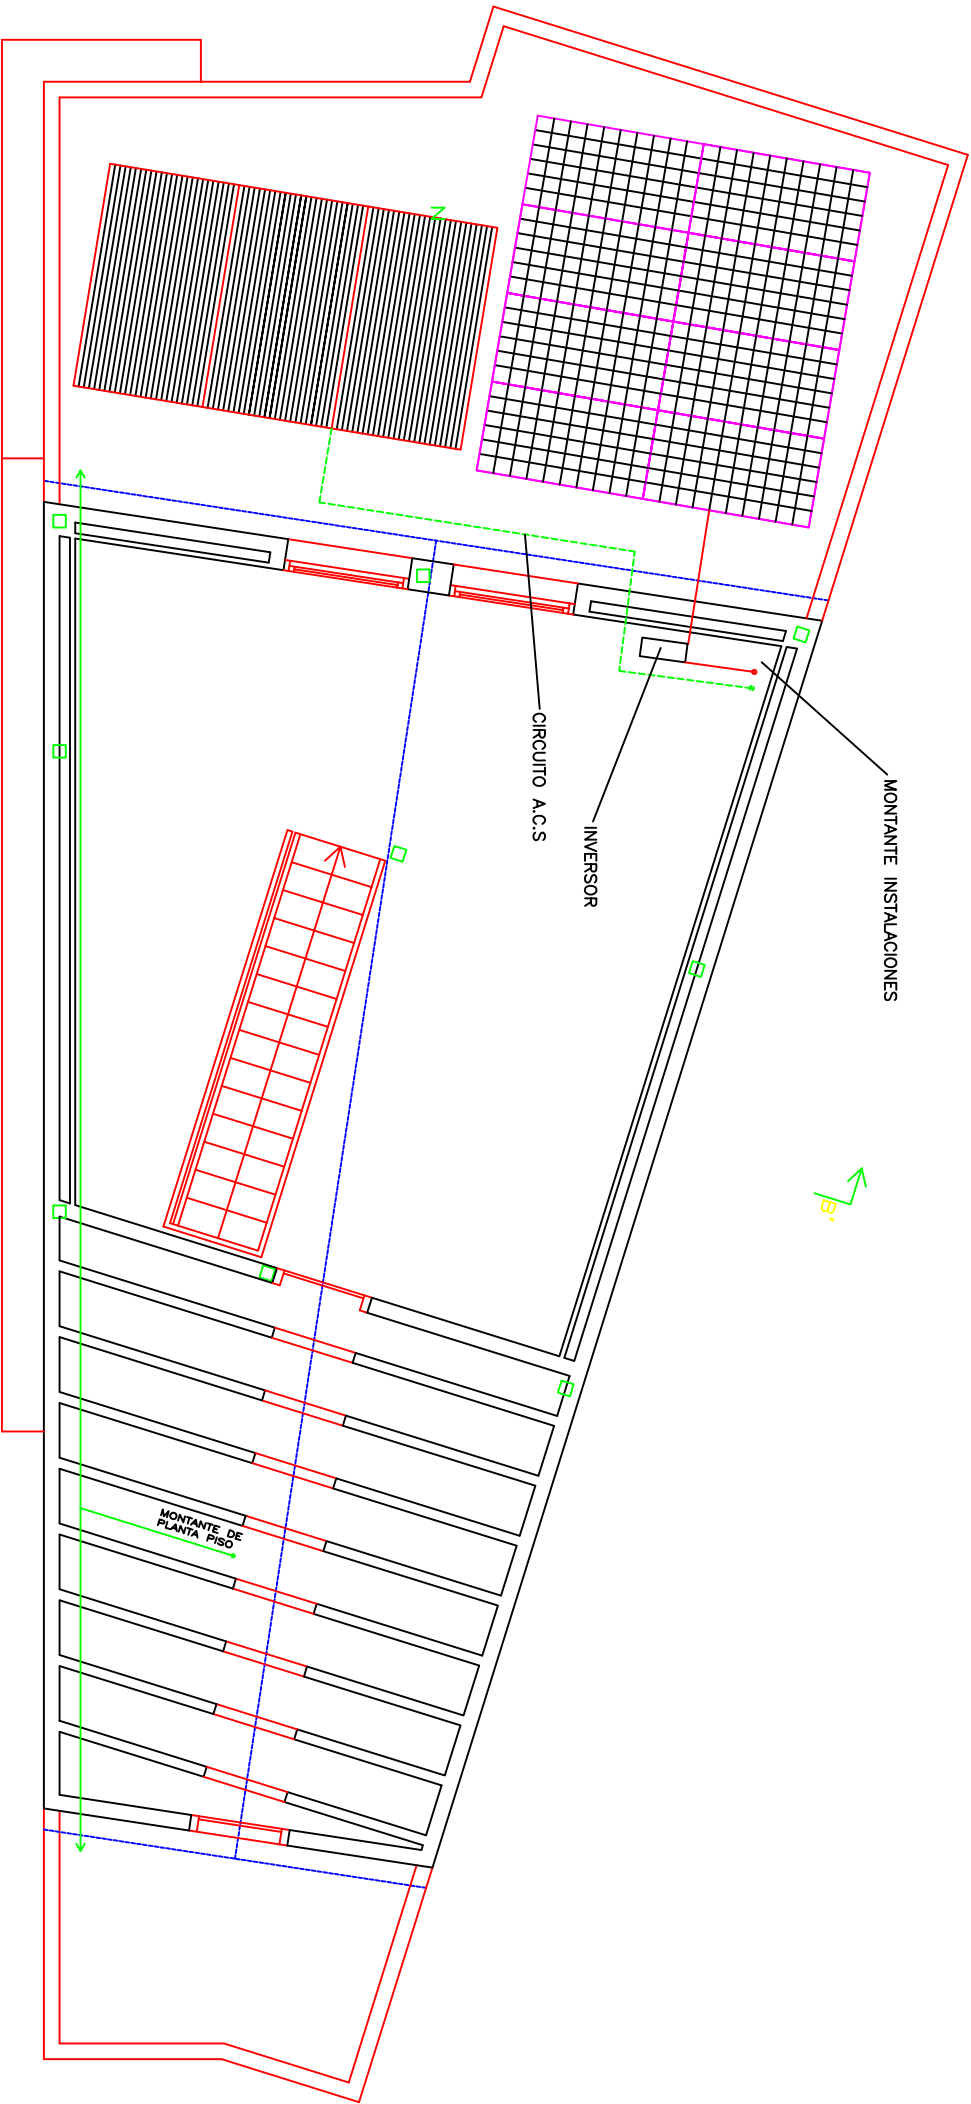 N
MONTANTE INSTALACIONES
CIRCUITO A.C.S
INVERSOR
B'
MONTANTE DE
PLANTA PISO